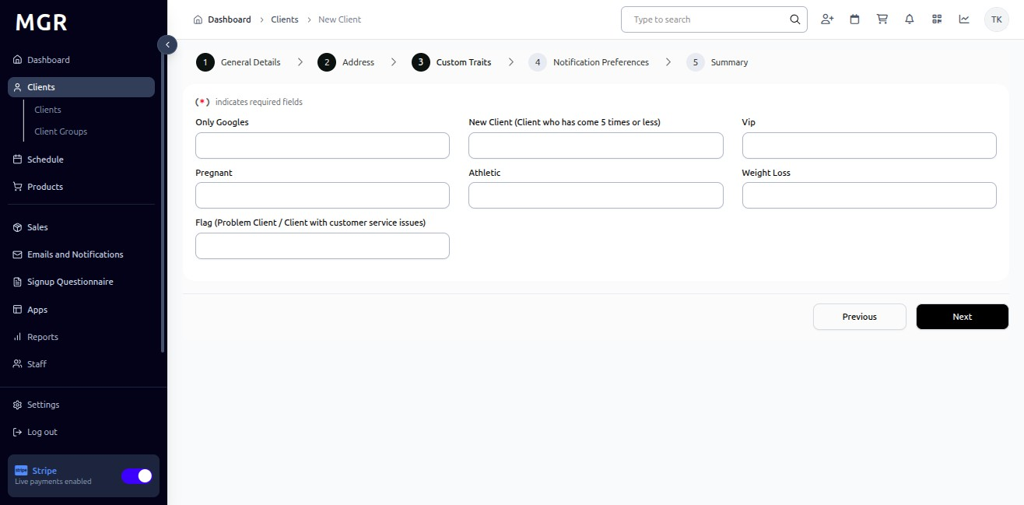 MGR
Dashboard
Clients
Clients
Client Groups
Schedule
Products
Sales
Emails and Notifications
Signup Questionnaire
Apps
Reports
Staff
Settings
Log out
stripe Stripe
Live payments enabled
Dashboard > Clients > New Client
Type to search
TK
1 General Details > 2 Address > 3 Custom Traits > 4 Notification Preferences > 5 Summary
(*) indicates required fields
Only Googles
New Client (Client who has come 5 times or less)
Vip
Pregnant
Athletic
Weight Loss
Flag (Problem Client / Client with customer service issues)
Previous
Next